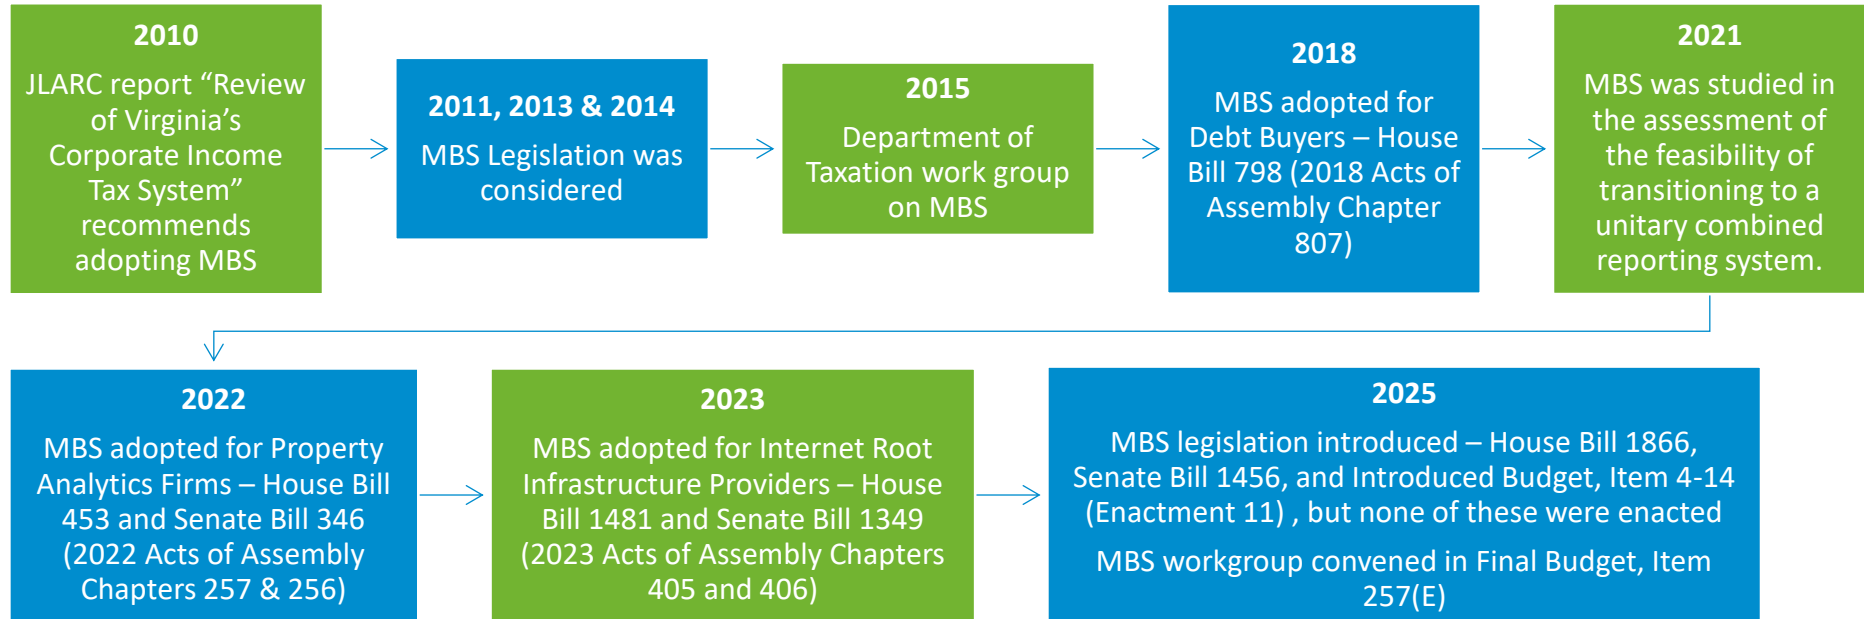 2010
JLARC report “Review
of Virginia’s
Corporate Income
Tax System”
recommends
adopting MBS
2011, 2013 & 2014
MBS Legislation was
considered
2015
Department of
Taxation work group
on MBS
2018
MBS adopted for
Debt Buyers – House
Bill 798 (2018 Acts of
Assembly Chapter
807)
2021
MBS was studied in
the assessment of
the feasibility of
transitioning to a
unitary combined
reporting system.
2022
MBS adopted for Property
Analytics Firms – House Bill
453 and Senate Bill 346
(2022 Acts of Assembly
Chapters 257 & 256)
2023
MBS adopted for Internet Root
Infrastructure Providers – House
Bill 1481 and Senate Bill 1349
(2023 Acts of Assembly Chapters
405 and 406)
2025
MBS legislation introduced – House Bill 1866,
Senate Bill 1456, and Introduced Budget, Item 4-14
(Enactment 11) , but none of these were enacted
MBS workgroup convened in Final Budget, Item
257(E)